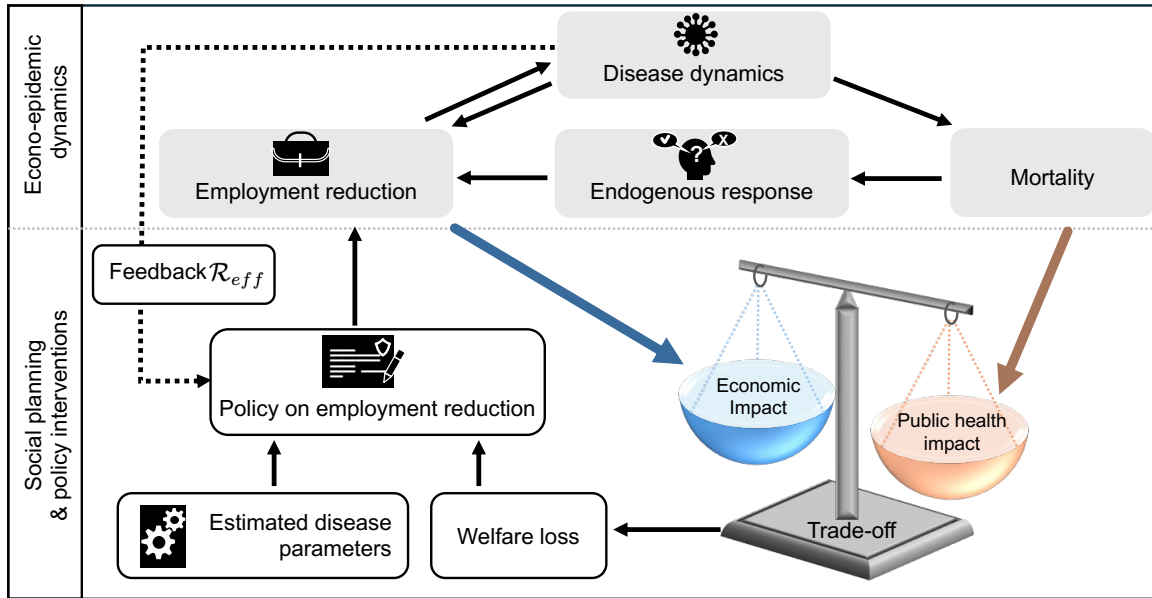 Econo-epidemic
dynamics
Disease dynamics
Employment reduction
?
Endogenous response
X
Mortality
Social planning
& policy interventions
Feedback R_eff
Policy on employment reduction
Economic
Impact
Public health
impact
Estimated disease
parameters
Welfare loss
Trade-off